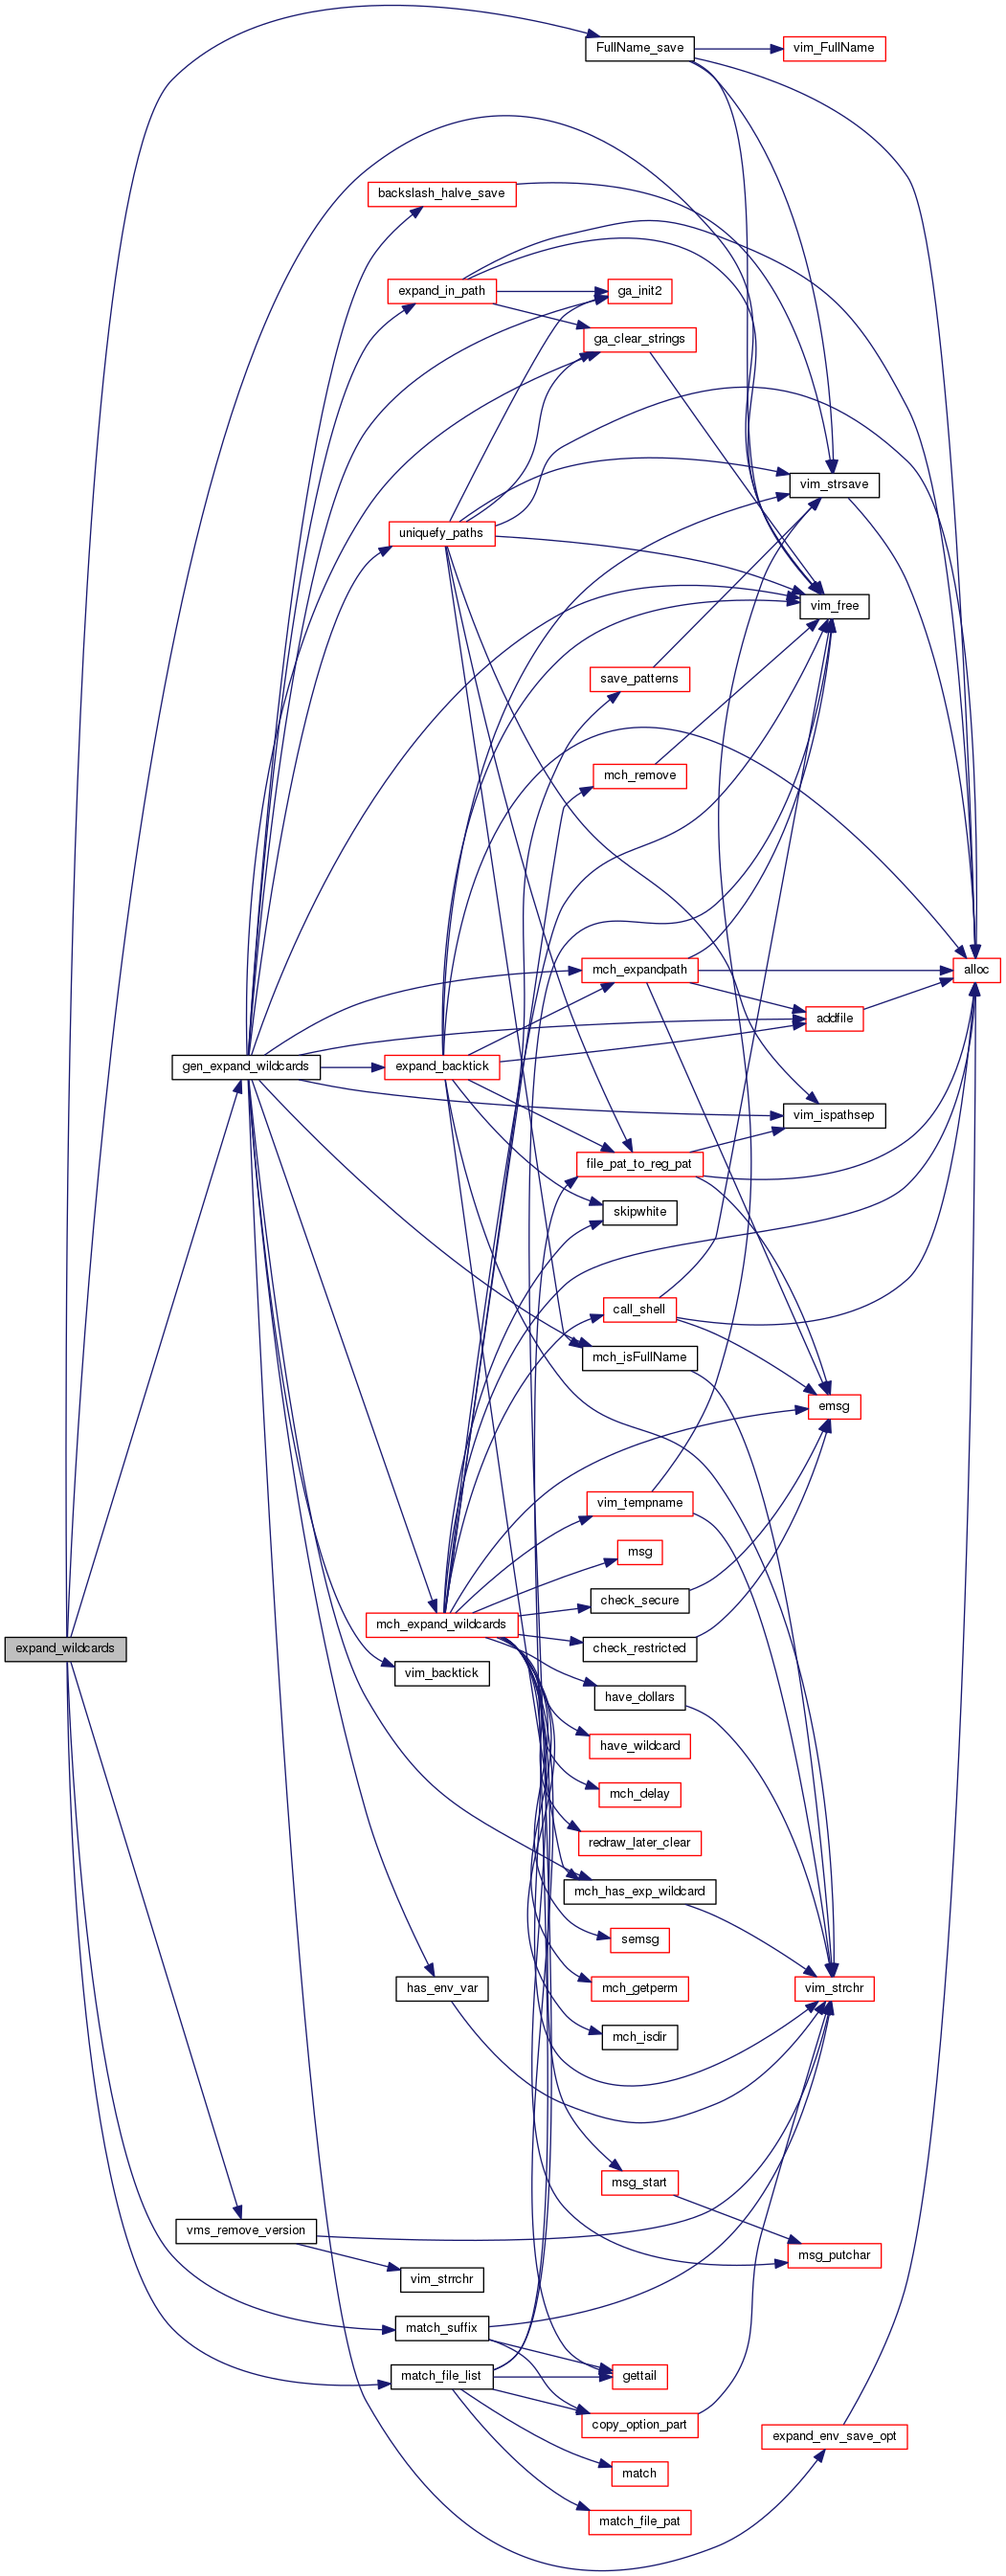 FullName_save
vim_FullName
backslash_halve_save
expand_in_path
ga_init2
ga_clear_strings
vim_strsave
uniquefy_paths
vim_free
save_patterns
mch_remove
mch_expandpath
alloc
addfile
gen_expand_wildcards
expand_backtick
vim_ispathsep
file_pat_to_reg_pat
skipwhite
call_shell
mch_isFullName
emsg
vim_tempname
msg
check_secure
mch_expand_wildcards
expand_wildcards
check_restricted
vim_backtick
have_dollars
have_wildcard
mch_delay
redraw_later_clear
mch_has_exp_wildcard
semsg
has_env_var
mch_getperm
vim_strchr
mch_isdir
msg_start
vms_remove_version
msg_putchar
vim_strrchr
match_suffix
match_file_list
gettail
copy_option_part
expand_env_save_opt
match
match_file_pat